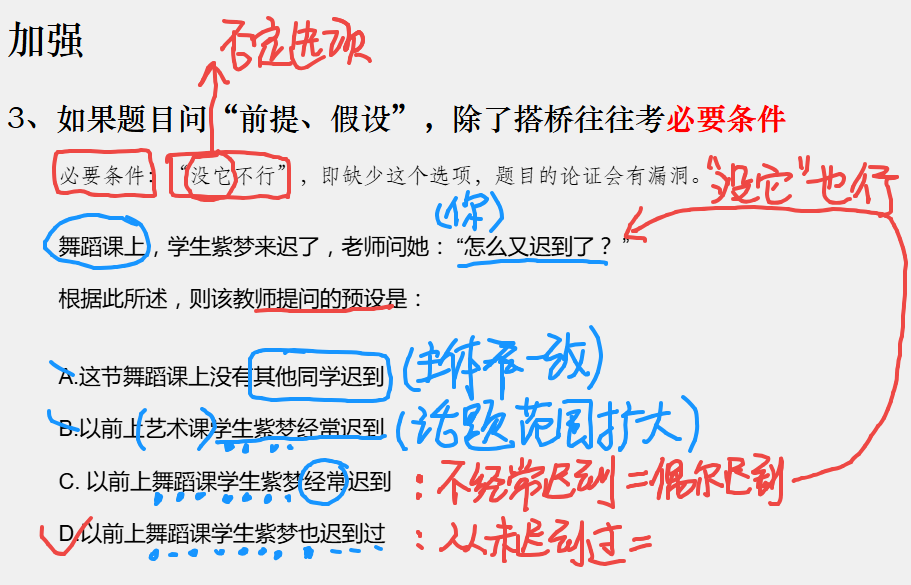 加强
否定选项
3、如果题目问“前提、假设”，除了搭桥往往考必要条件
必要条件：“没它不行”，即缺少这个选项，题目的论证会有漏洞。
“没它”也行
(你)
舞蹈课上，学生紫梦来迟了，老师问她：“怎么又迟到了？”
根据此所述，则该教师提问的预设是：
A.这节舞蹈课上没有其他同学迟到 (主体不一致)
B.以前上艺术课学生紫梦经常迟到 (话题范围扩大)
C. 以前上舞蹈课学生紫梦经常迟到 : 不经常迟到=偶尔迟到
D.以前上舞蹈课学生紫梦也迟到过 : 从未迟到过=